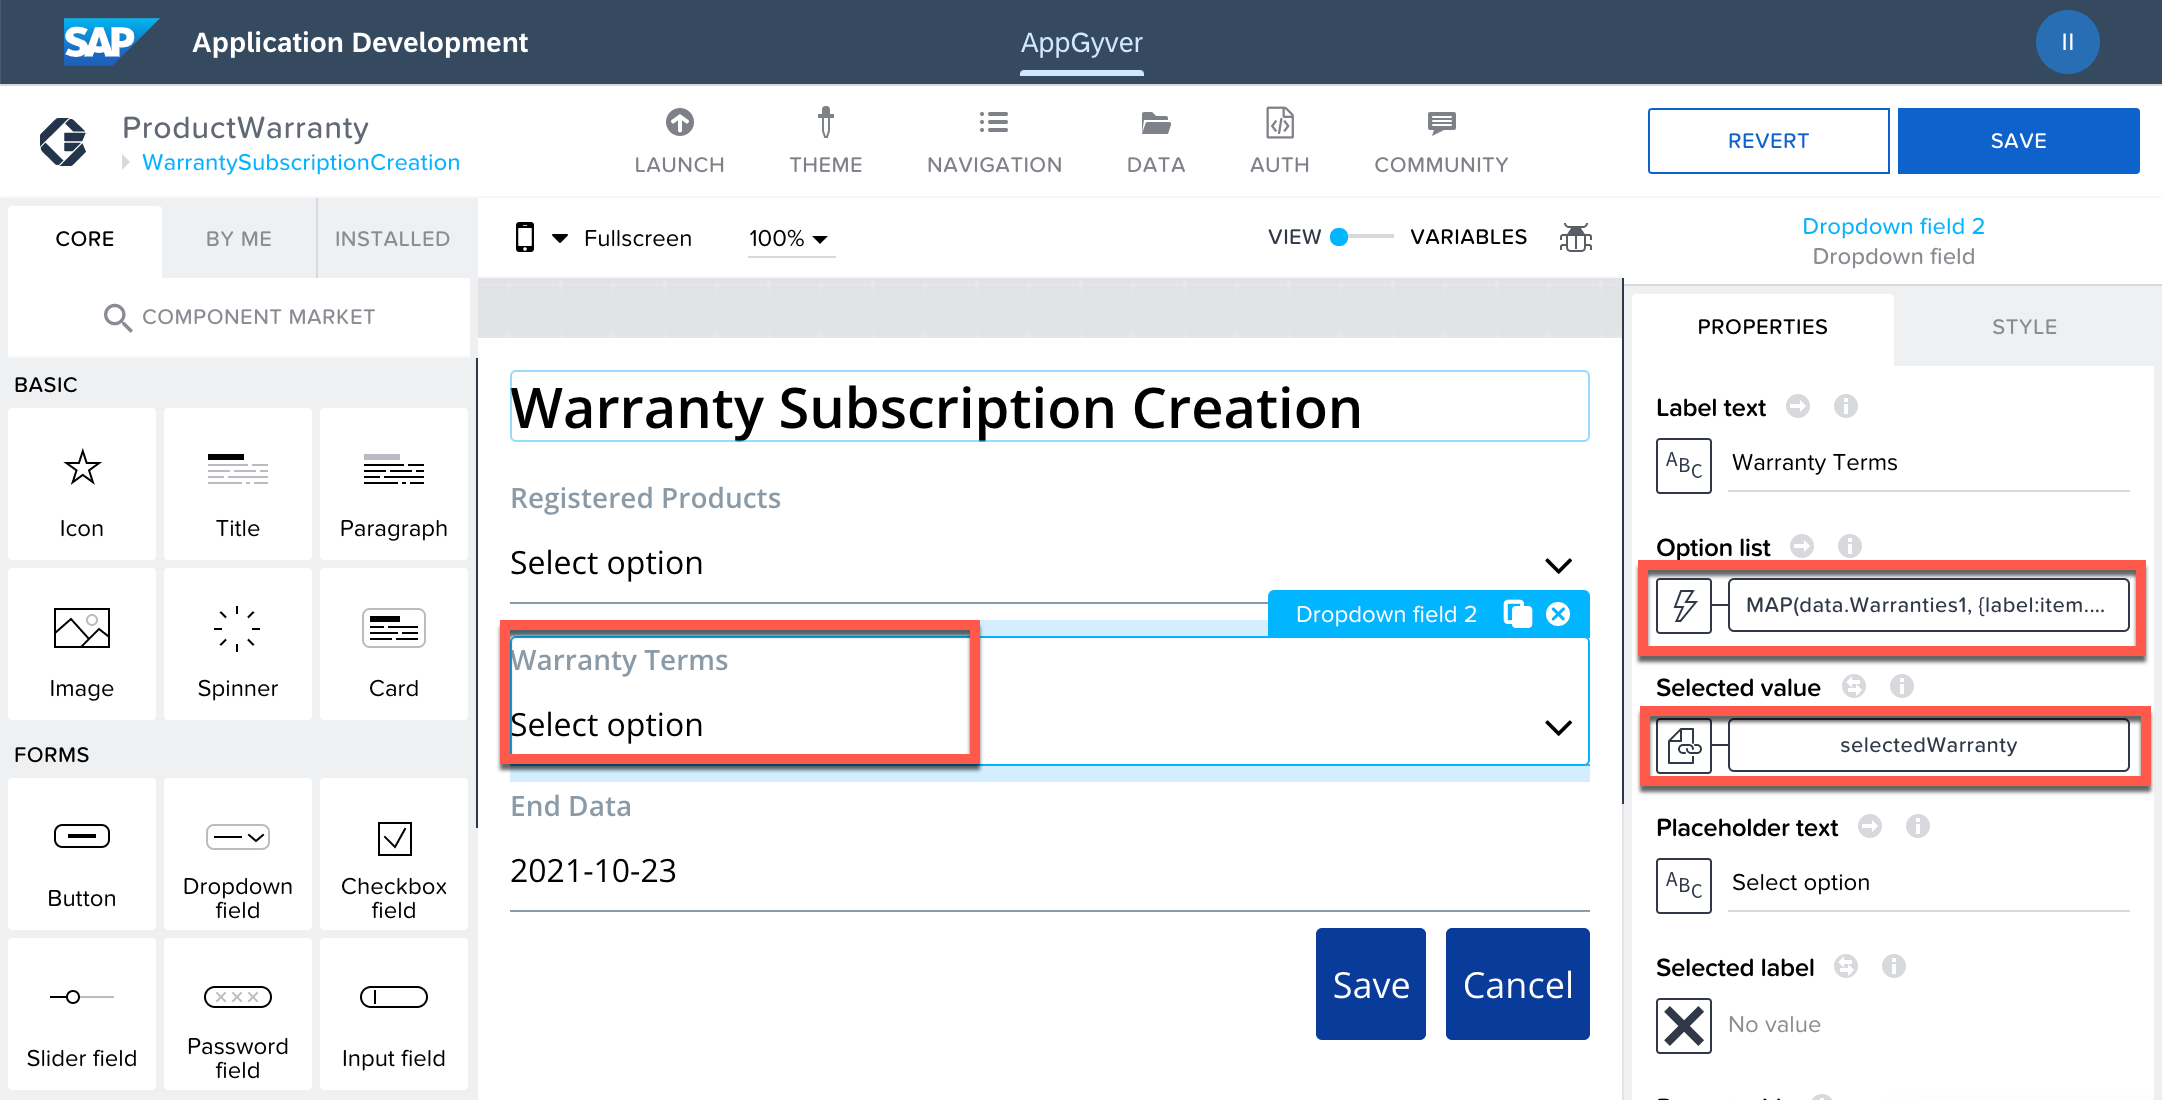 SAP Application Development
AppGyver
II
ProductWarranty
WarrantySubscriptionCreation
LAUNCH
THEME
NAVIGATION
DATA
AUTH
COMMUNITY
REVERT
SAVE
CORE
BY ME
INSTALLED
COMPONENT MARKET
BASIC
Icon
Title
Paragraph
Image
Spinner
Card
FORMS
Button
Dropdown
field
Checkbox
field
Slider field
Password
field
Input field
Fullscreen
100%
VIEW
VARIABLES
Warranty Subscription Creation
Registered Products
Select option
Dropdown field 2
Warranty Terms
Select option
End Data
2021-10-23
Save
Cancel
Dropdown field 2
Dropdown field
PROPERTIES
STYLE
Label text
ABC
Warranty Terms
Option list
MAP(data.Warranties1, {label:item....
Selected value
selectedWarranty
Placeholder text
ABC
Select option
Selected label
No value